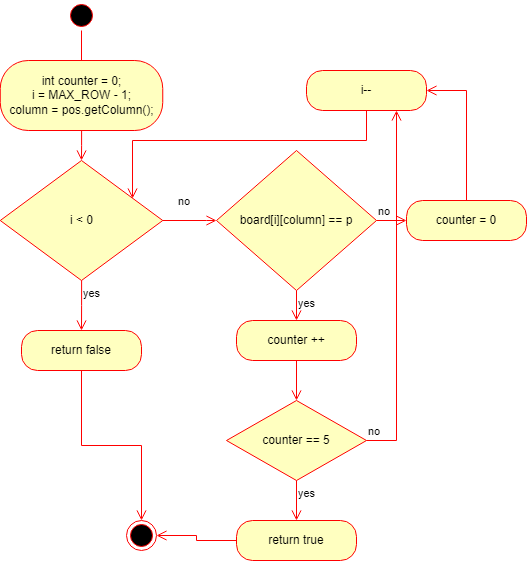 int counter = 0;
i = MAX_ROW - 1;
column = pos.getColumn();
i--
i < 0
no
board[i][column] == p
no
counter = 0
yes
yes
return false
counter ++
counter == 5
no
yes
return true